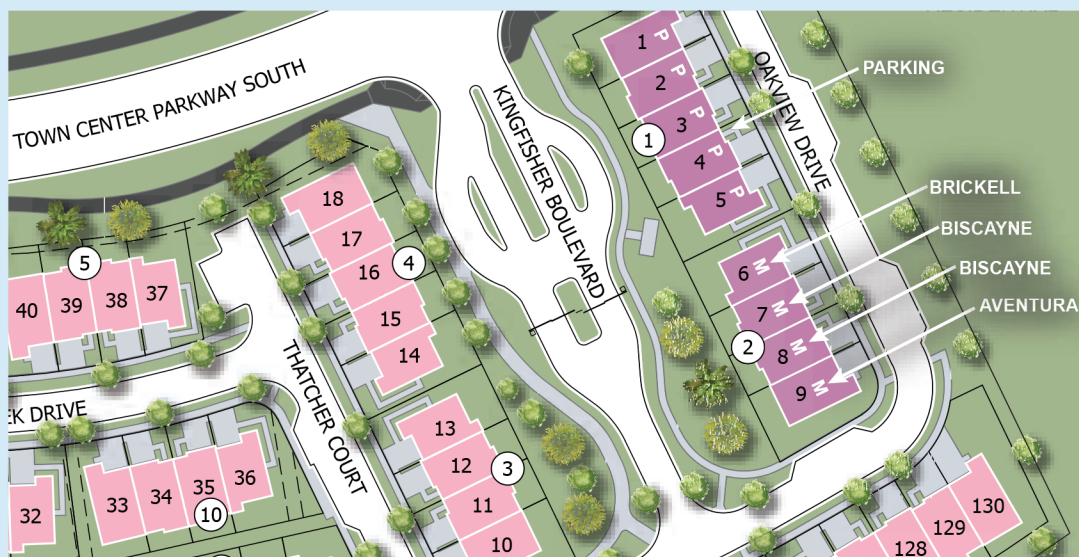 TOWN CENTER PARKWAY SOUTH
KINGFISHER BOULEVARD
OAKVIEW DRIVE
PARKING
BRICKELL
BISCAYNE
BISCAYNE
AVENTURA
THATCHER COURT
EK DRIVE
1 P
2 P
3 P
4 P
5 P
1
6 M
7 M
8 M
9 M
2
18
17
16
15
14
4
13
12
11
10
3
40
39
38
37
5
33
34
35
36
10
32
128
129
130